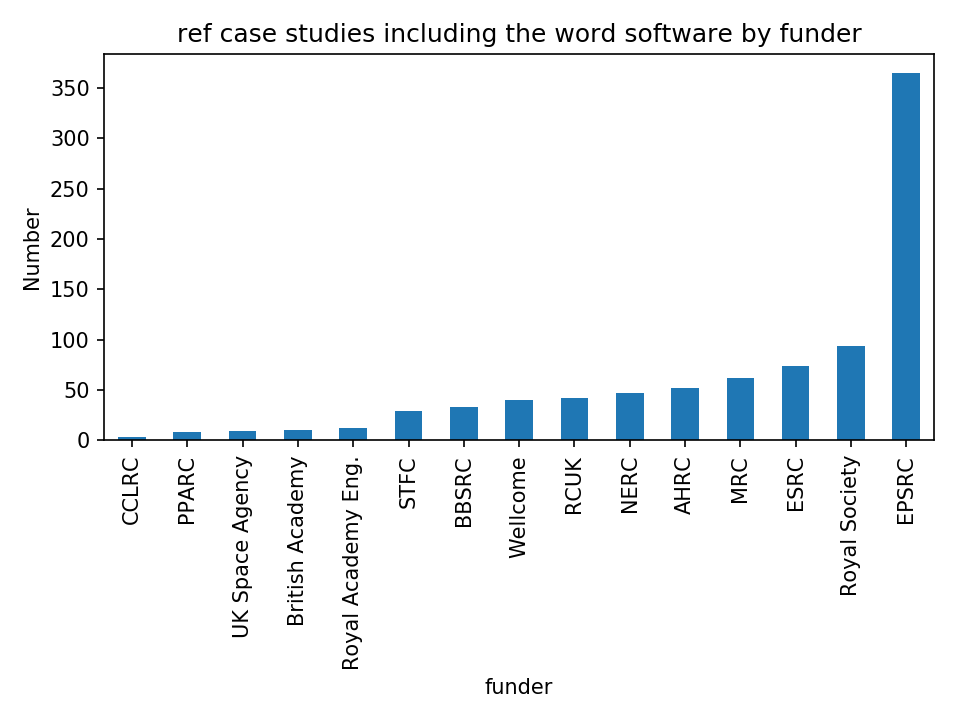 ref case studies including the word software by funder
Number
350
300
250
200
150
100
50
0
CCLRC
PPARC
UK Space Agency
British Academy
Royal Academy Eng.
STFC
BBSRC
Wellcome
RCUK
NERC
AHRC
MRC
ESRC
Royal Society
EPSRC
funder